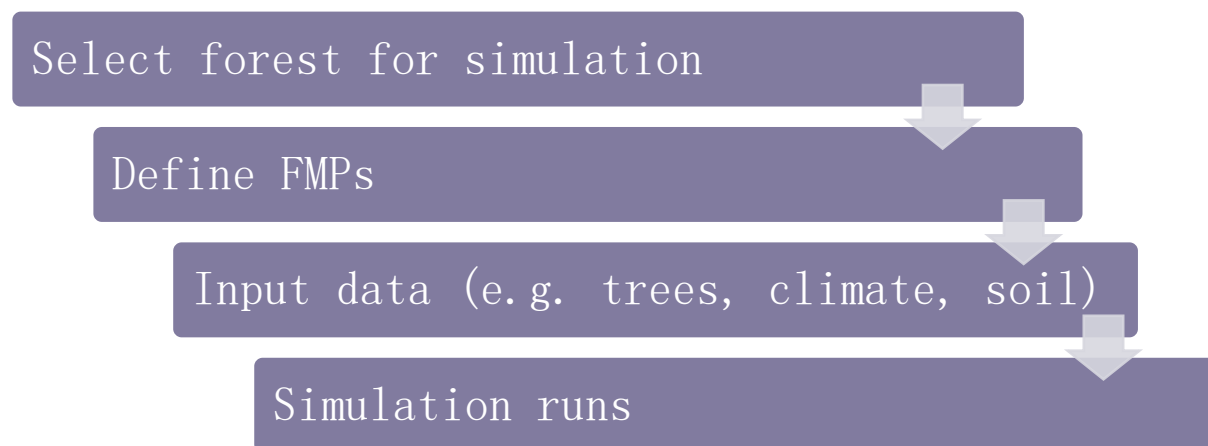 Select forest for simulation
Define FMPs
Input data (e.g. trees, climate, soil)
Simulation runs